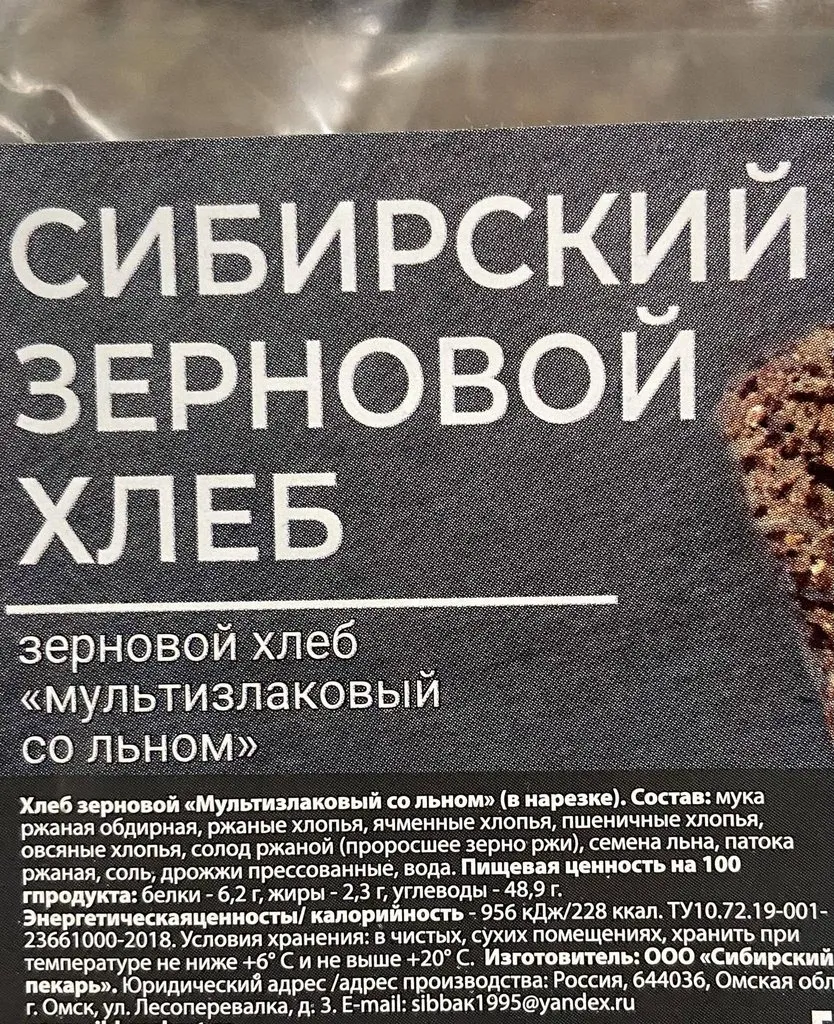 СИБИРСКИЙ
ЗЕРНОВОЙ
ХЛЕБ
зерновой хлеб
«мультизлаковый
со льном»
Хлеб зерновой «Мультизлаковый со льном» (в нарезке). Состав: мука
ржаная обдирная, ржаные хлопья, ячменные хлопья, пшеничные хлопья,
овсяные хлопья, солод ржаной (проросшее зерно ржи), семена льна, патока
ржаная, соль, дрожжи прессованные, вода. Пищевая ценность на 100
гпродукта: белки - 6,2 г, жиры - 2,3 г, углеводы - 48,9 г.
Энергетическаяценносты/ калорийность - 956 кДж/228 ккал. ТУ10.72.19-001-
23661000-2018. Условия хранения: в чистых, сухих помещениях, хранить при
температуре не ниже +6° С и не выше +20° С. Изготовитель: ООО «Сибирский
пекарь». Юридический адрес /адрес производства: Россия, 644036, Омская обл
г. Омск, ул. Лесоперевалка, д. 3. E-mail: sibbak1995@yandex.ru